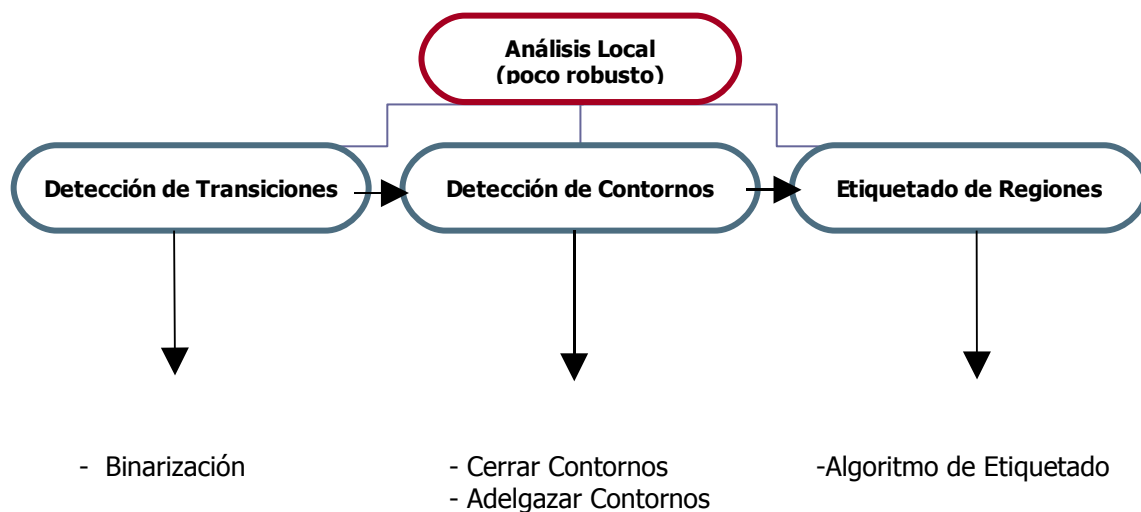 Análisis Local
(poco robusto)
Detección de Transiciones
Detección de Contornos
Etiquetado de Regiones
- Binarización
- Cerrar Contornos
- Adelgazar Contornos
-Algoritmo de Etiquetado